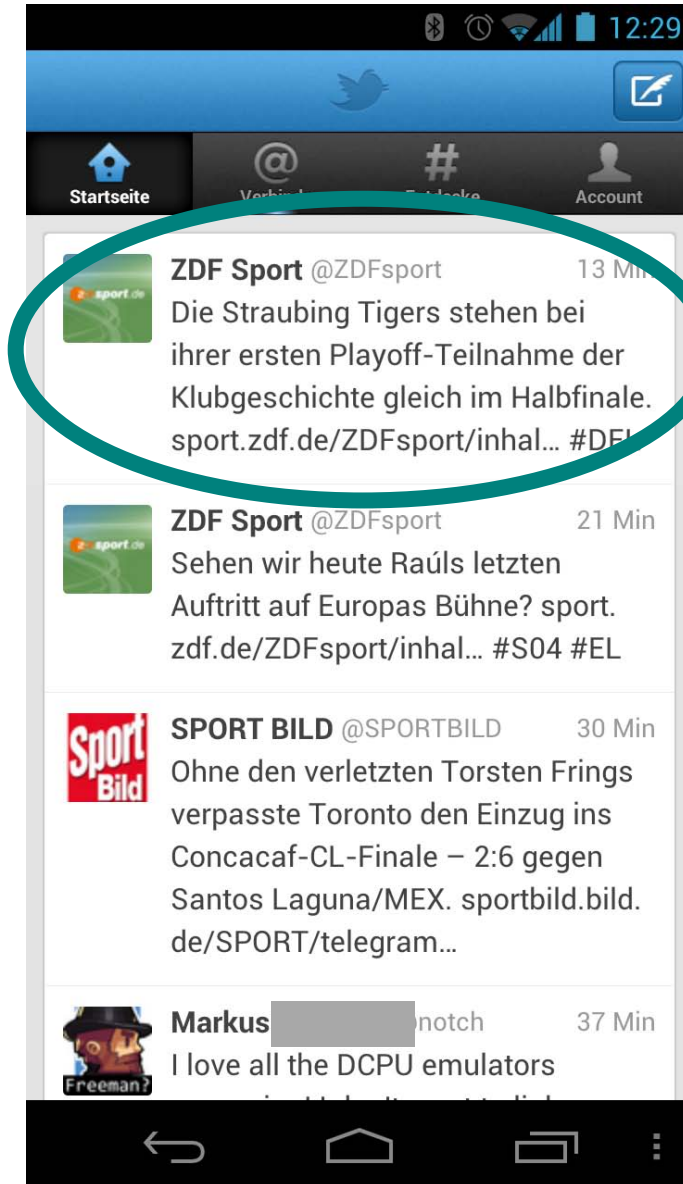 12:29
Startseite
Account
ZDF Sport @ZDFsport 13 Min
Die Straubing Tigers stehen bei
ihrer ersten Playoff-Teilnahme der
Klubgeschichte gleich im Halbfinale.
sport.zdf.de/ZDFsport/inhal… #DEL
sport.de
ZDF Sport @ZDFsport 21 Min
Sehen wir heute Raúls letzten
Auftritt auf Europas Bühne? sport.
zdf.de/ZDFsport/inhal… #S04 #EL
sport.de
SPORT BILD @SPORTBILD 30 Min
Ohne den verletzten Torsten Frings
verpasste Toronto den Einzug ins
Concacaf-CL-Finale – 2:6 gegen
Santos Laguna/MEX. sportbild.bild.
de/SPORT/telegram…
Sport
Bild
Markus notch 37 Min
I love all the DCPU emulators
Freeman?